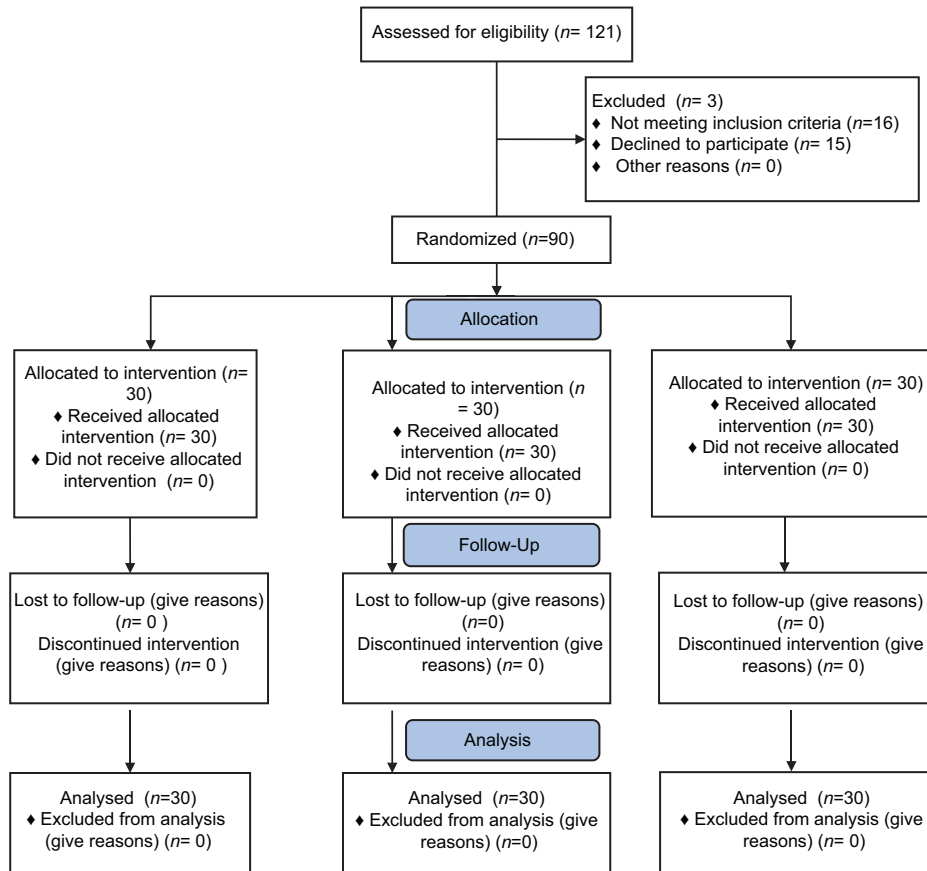 Assessed for eligibility (n= 121)
Excluded (n= 3)
♦ Not meeting inclusion criteria (n=16)
♦ Declined to participate (n= 15)
♦ Other reasons (n= 0)
Randomized (n=90)
Allocation
Allocated to intervention (n=
30)
♦ Received allocated
intervention (n= 30)
♦ Did not receive allocated
intervention (n= 0)
Allocated to intervention (n
= 30)
♦ Received allocated
intervention (n= 30)
♦ Did not receive allocated
intervention (n= 0)
Allocated to intervention (n= 30)
♦ Received allocated
intervention (n= 30)
♦ Did not receive allocated
intervention (n= 0)
Follow-Up
Lost to follow-up (give reasons)
(n= 0 )
Discontinued intervention
(give reasons) (n= 0 )
Lost to follow-up (give reasons)
(n=0)
Discontinued intervention (give
reasons) (n= 0)
Lost to follow-up (give reasons)
(n= 0)
Discontinued intervention (give
reasons) (n= 0)
Analysis
Analysed (n=30)
♦ Excluded from analysis
(give reasons) (n= 0)
Analysed (n=30)
♦ Excluded from analysis (give
reasons) (n=0)
Analysed (n=30)
♦ Excluded from analysis (give
reasons) (n= 0)